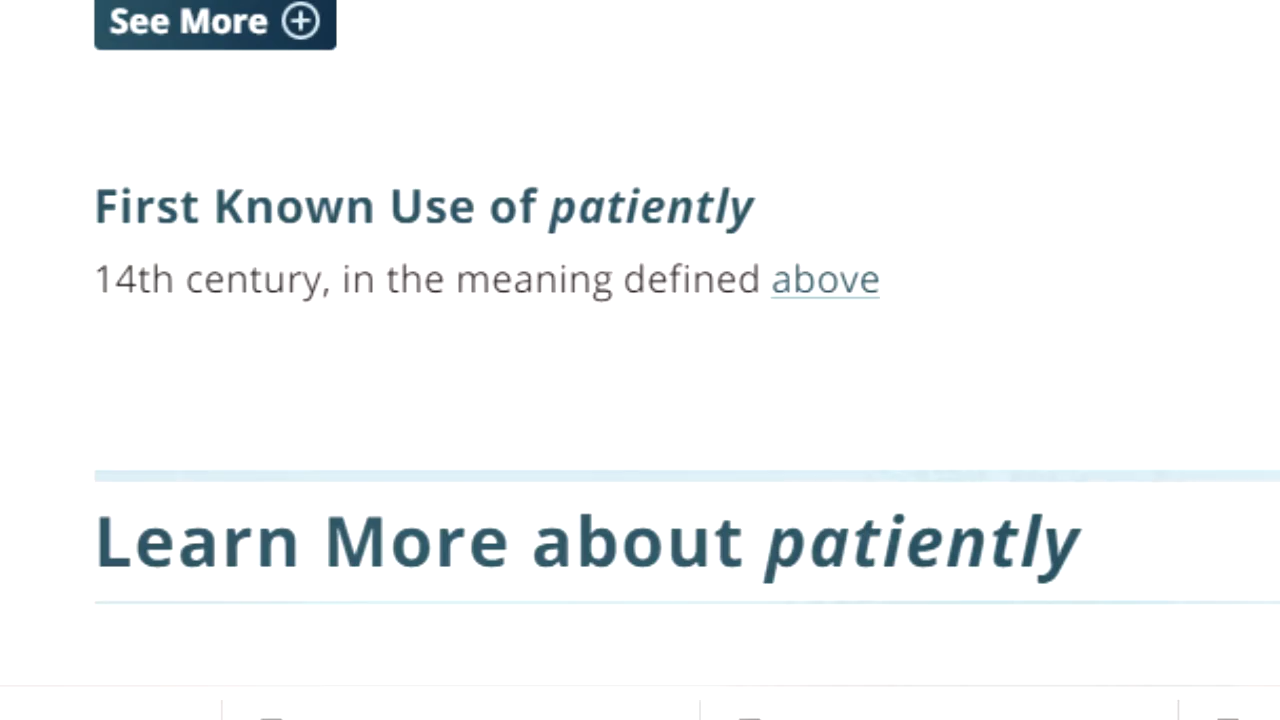 See More
First Known Use of patiently
14th century, in the meaning defined above
Learn More about patiently